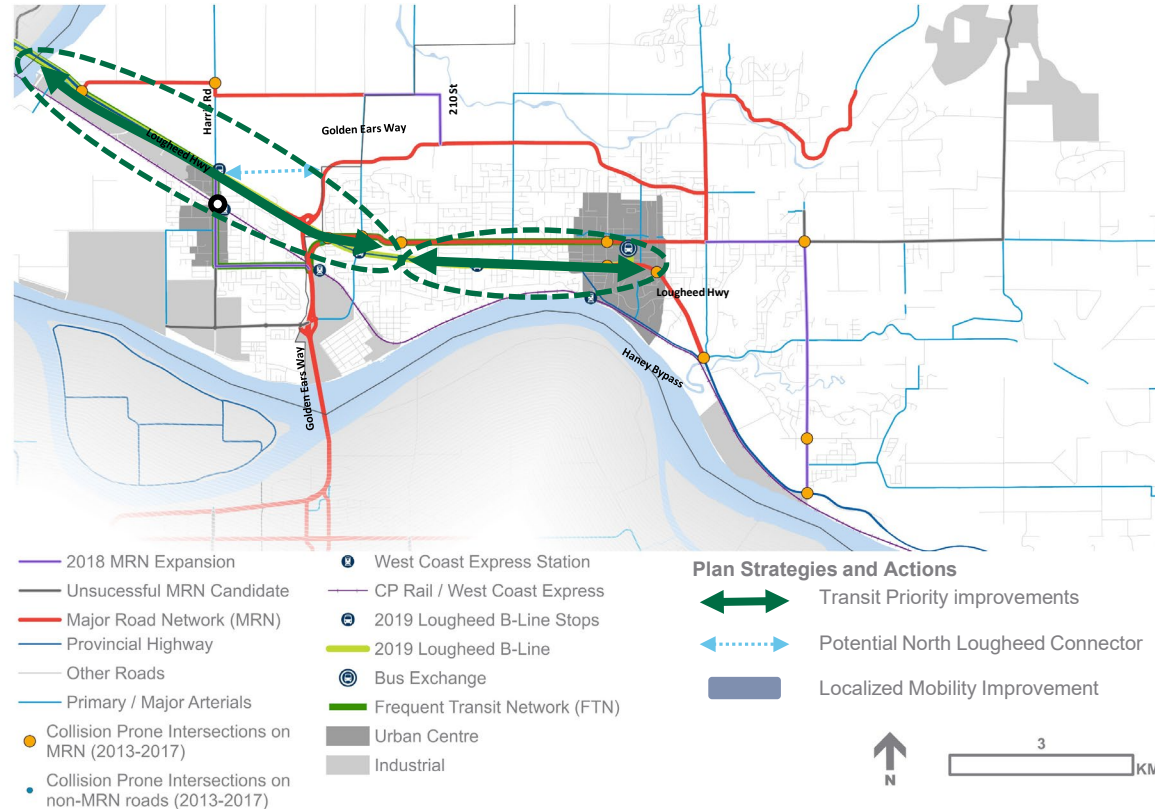 Harris Rd
210 St
Golden Ears Way
Lougheed Hwy
Lougheed Hwy
Haney Bypass
Golden Ears Way
2018 MRN Expansion
Unsucessful MRN Candidate
Major Road Network (MRN)
Provincial Highway
Other Roads
Primary / Major Arterials
Collision Prone Intersections on
MRN (2013-2017)
Collision Prone Intersections on
non-MRN roads (2013-2017)
West Coast Express Station
CP Rail / West Coast Express
2019 Lougheed B-Line Stops
2019 Lougheed B-Line
Bus Exchange
Frequent Transit Network (FTN)
Urban Centre
Industrial
Plan Strategies and Actions
Transit Priority improvements
Potential North Lougheed Connector
Localized Mobility Improvement
N
3
KM